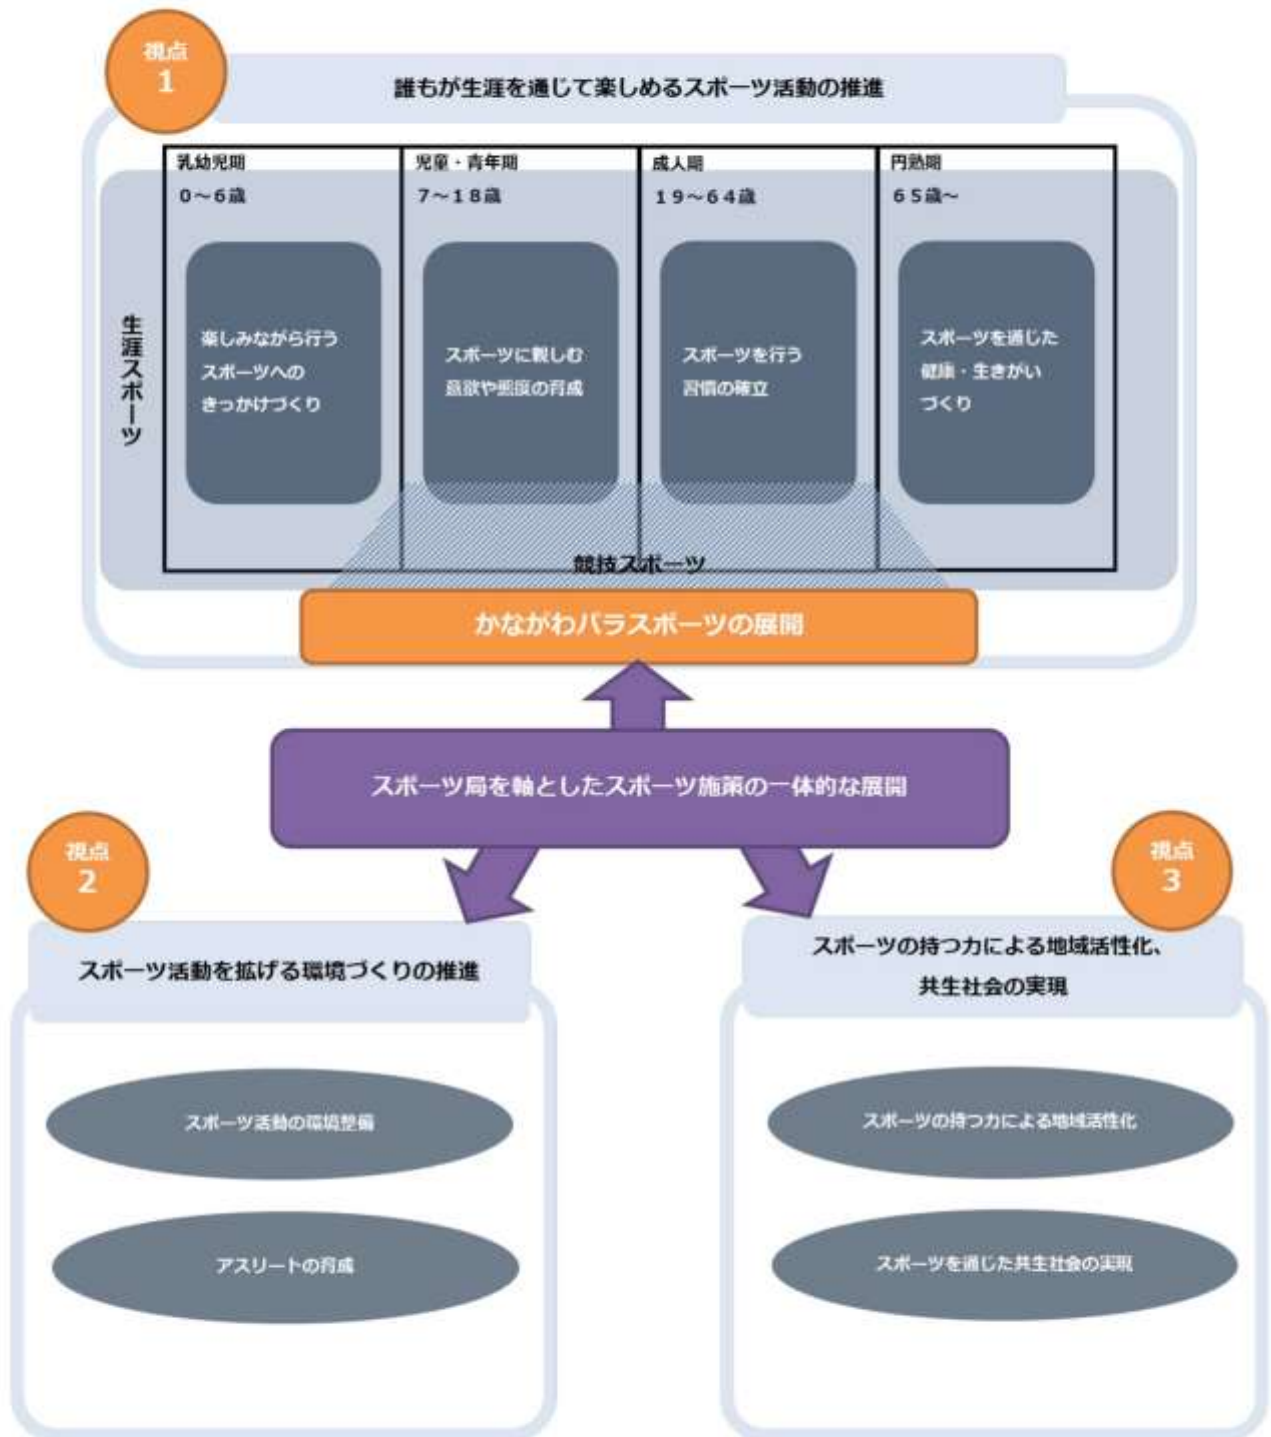 視点
1
誰もが生涯を通じて楽しめるスポーツ活動の推進
乳幼児期
0～6歳
児童・青年期
7～18歳
成人期
19～64歳
円熟期
65歳～
生涯スポーツ
楽しみながら行う
スポーツへの
きっかけづくり
スポーツに親しむ
意欲や態度の育成
スポーツを行う
習慣の確立
スポーツを通じた
健康・生きがい
づくり
競技スポーツ
かながわパラスポーツの展開
スポーツ局を軸としたスポーツ施策の一体的な展開
視点
2
スポーツ活動を拡げる環境づくりの推進
スポーツ活動の環境整備
アスリートの育成
視点
3
スポーツの持つ力による地域活性化、
共生社会の実現
スポーツの持つ力による地域活性化
スポーツを通じた共生社会の実現